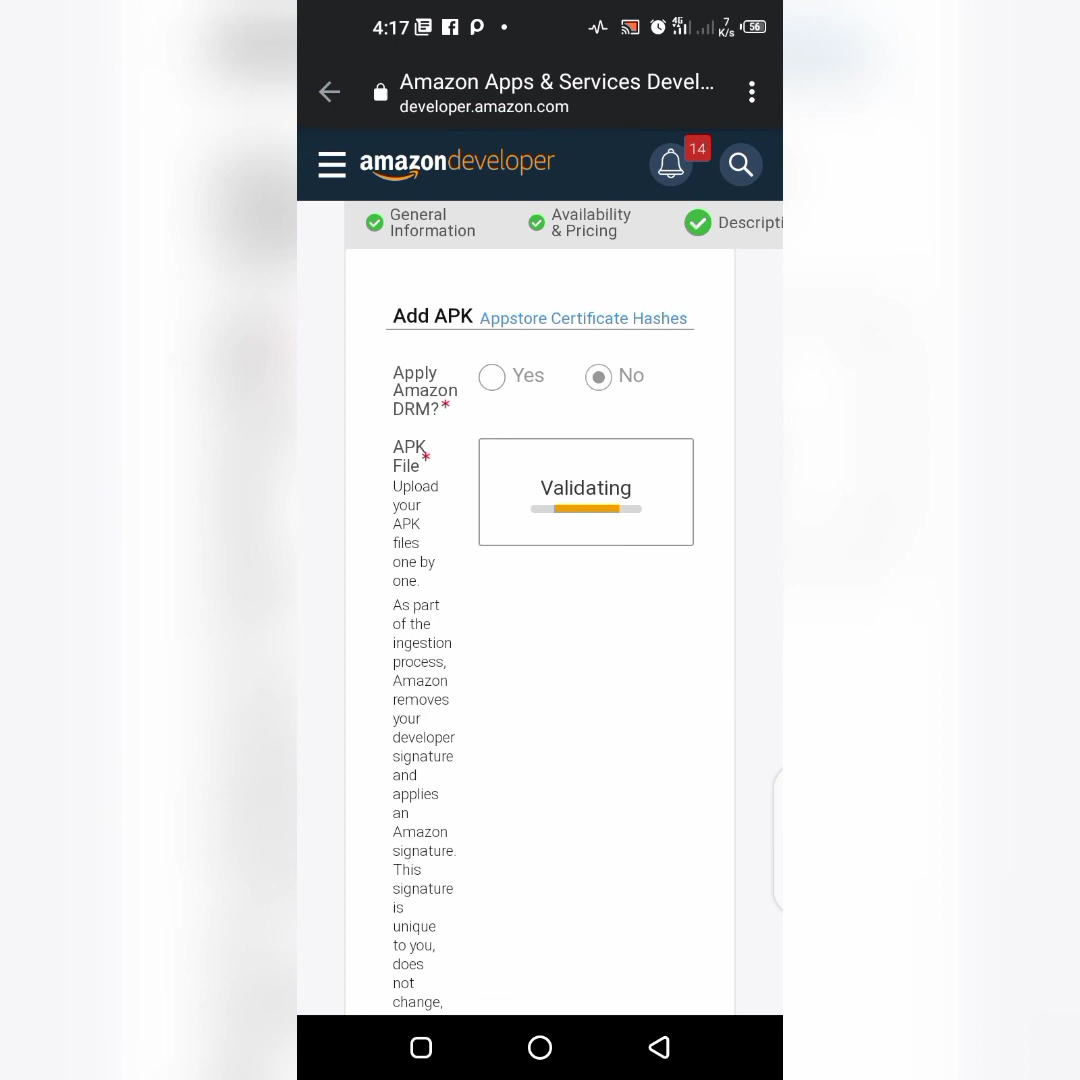 4:17
4G
7
K/s
56
Amazon Apps & Services Devel...
developer.amazon.com
amazondeveloper
14
General
Information
Availability
& Pricing
Descripti
Add APK Appstore Certificate Hashes
Apply
Amazon
DRM?*
Yes
No
APK
File*
Upload
your
APK
files
one by
one.
Validating
As part
of the
ingestion
process,
Amazon
removes
your
developer
signature
and
applies
an
Amazon
signature.
This
signature
is
unique
to you,
does
not
change,